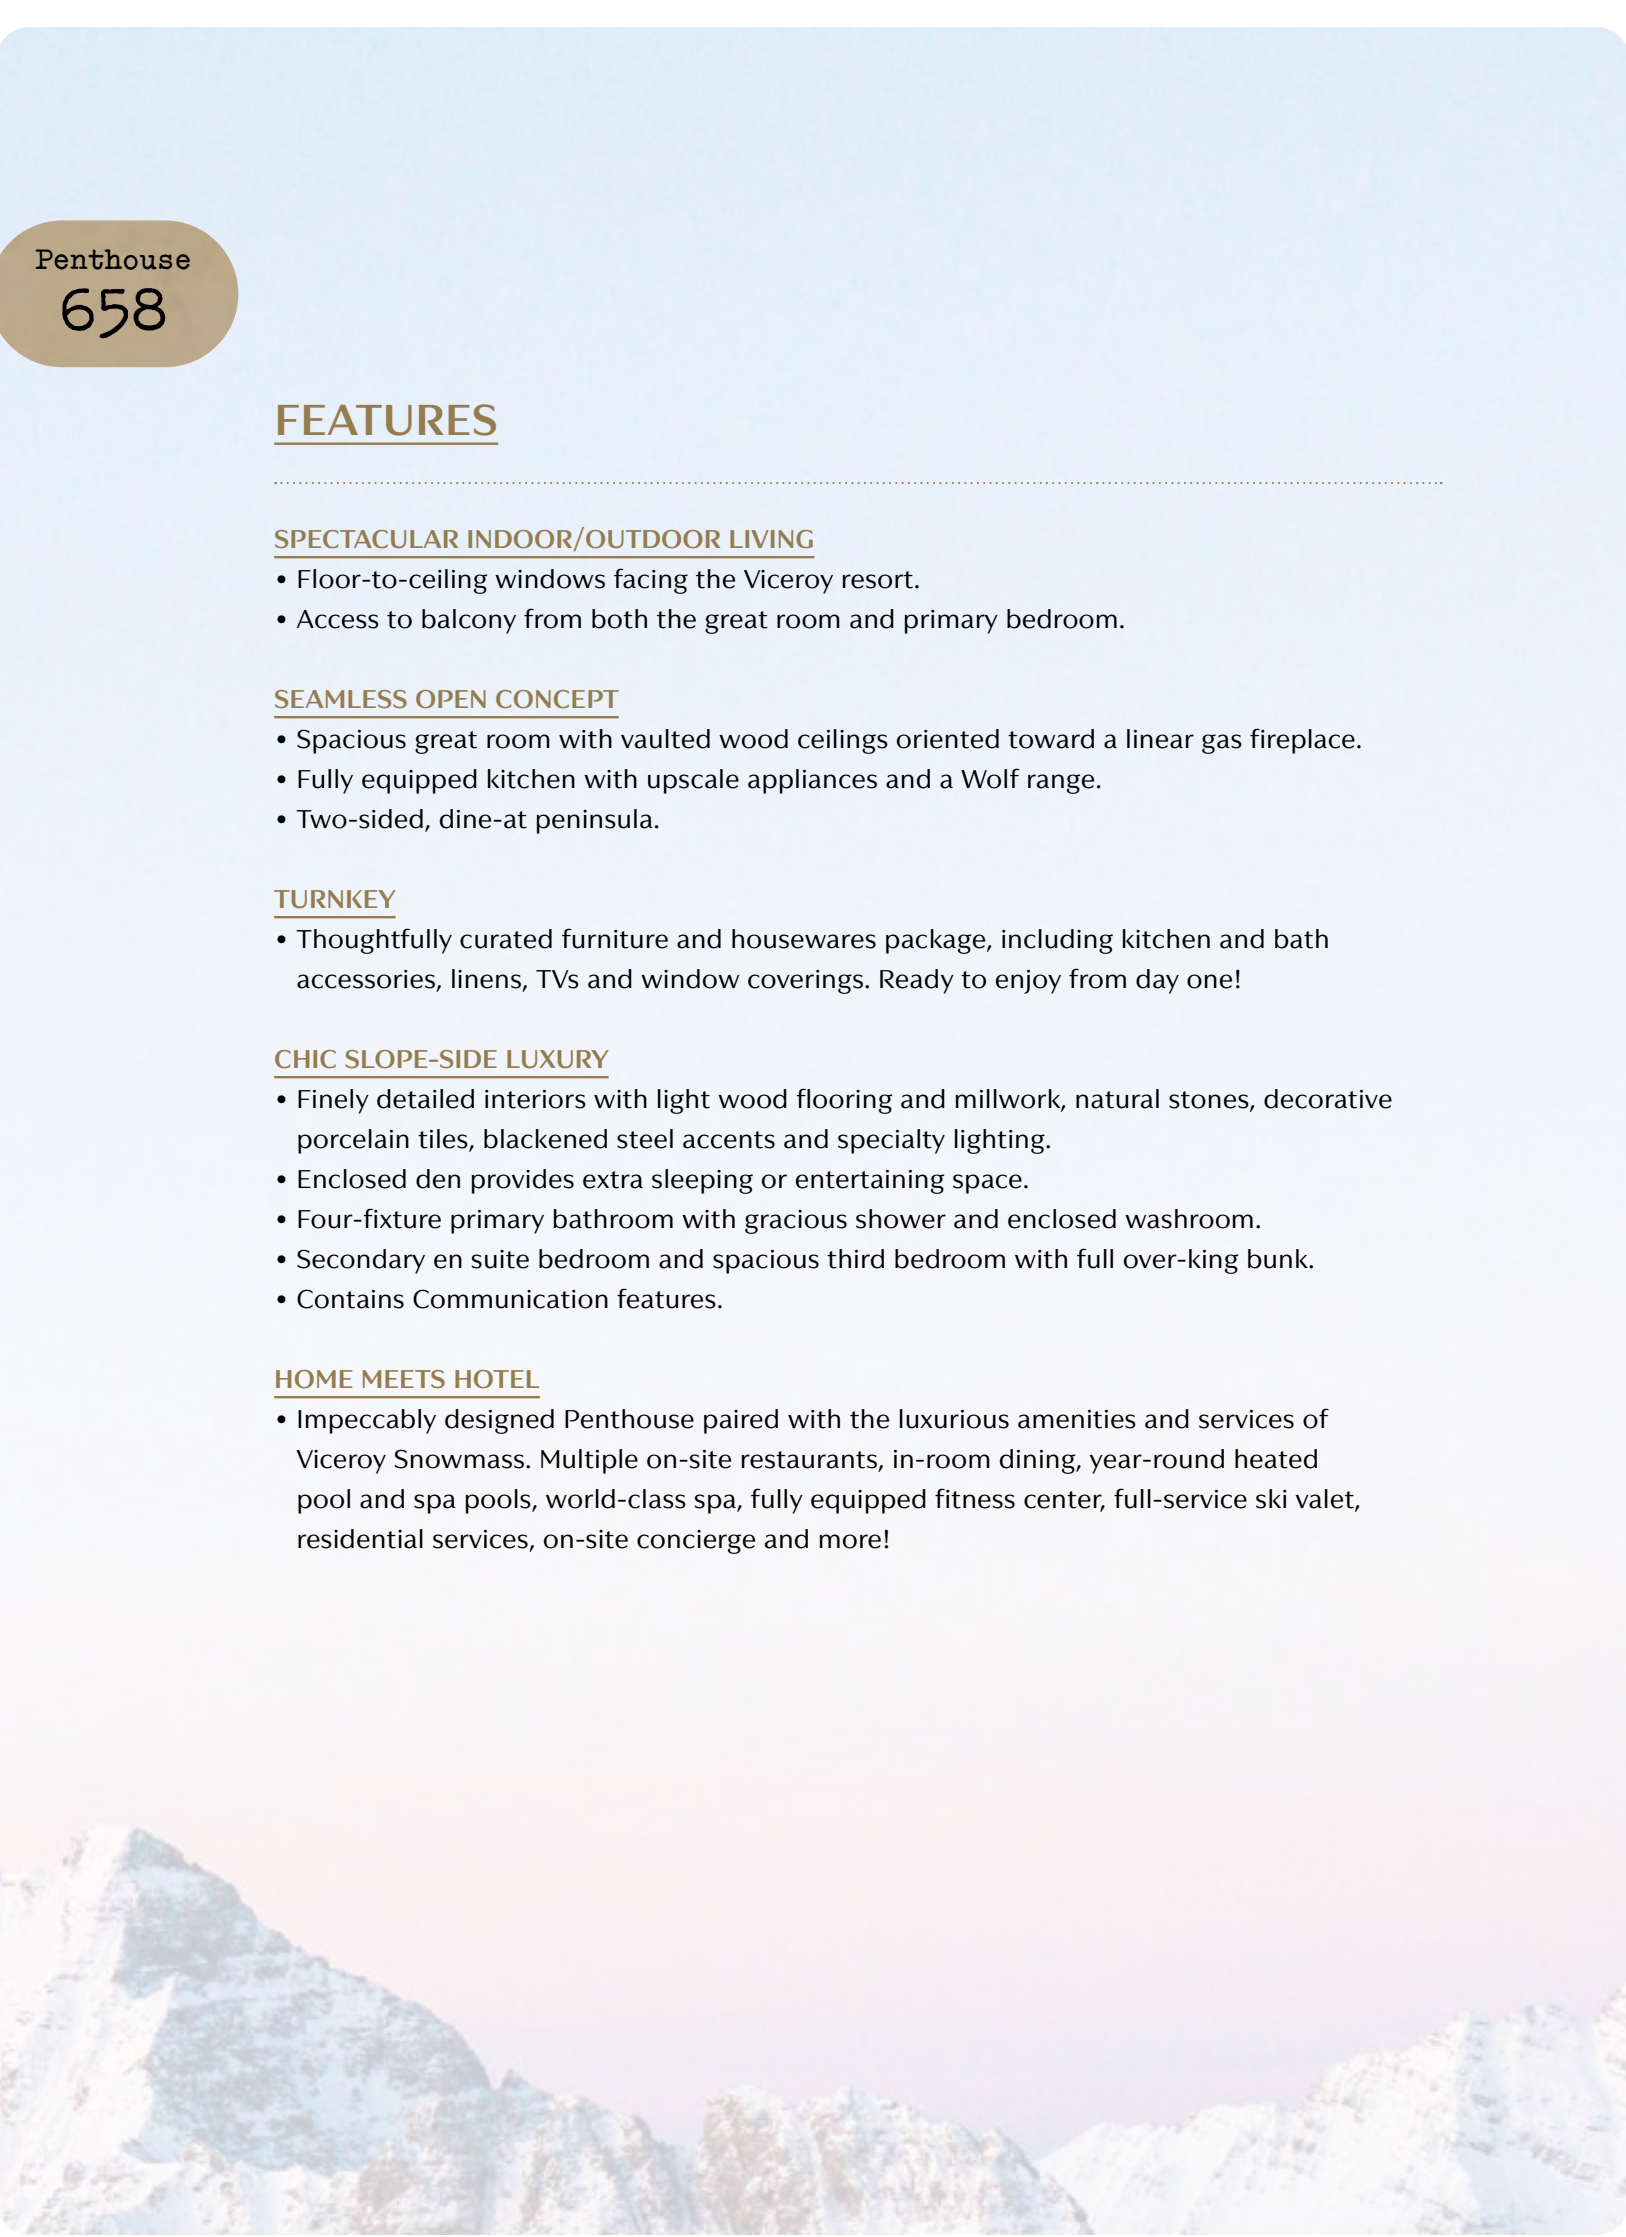 Penthouse
658
FEATURES
SPECTACULAR INDOOR/OUTDOOR LIVING
• Floor-to-ceiling windows facing the Viceroy resort.
• Access to balcony from both the great room and primary bedroom.
SEAMLESS OPEN CONCEPT
• Spacious great room with vaulted wood ceilings oriented toward a linear gas fireplace.
• Fully equipped kitchen with upscale appliances and a Wolf range.
• Two-sided, dine-at peninsula.
TURNKEY
• Thoughtfully curated furniture and housewares package, including kitchen and bath
accessories, linens, TVs and window coverings. Ready to enjoy from day one!
CHIC SLOPE-SIDE LUXURY
• Finely detailed interiors with light wood flooring and millwork, natural stones, decorative
porcelain tiles, blackened steel accents and specialty lighting.
• Enclosed den provides extra sleeping or entertaining space.
• Four-fixture primary bathroom with gracious shower and enclosed washroom.
• Secondary en suite bedroom and spacious third bedroom with full over-king bunk.
• Contains Communication features.
HOME MEETS HOTEL
• Impeccably designed Penthouse paired with the luxurious amenities and services of
Viceroy Snowmass. Multiple on-site restaurants, in-room dining, year-round heated
pool and spa pools, world-class spa, fully equipped fitness center, full-service ski valet,
residential services, on-site concierge and more!